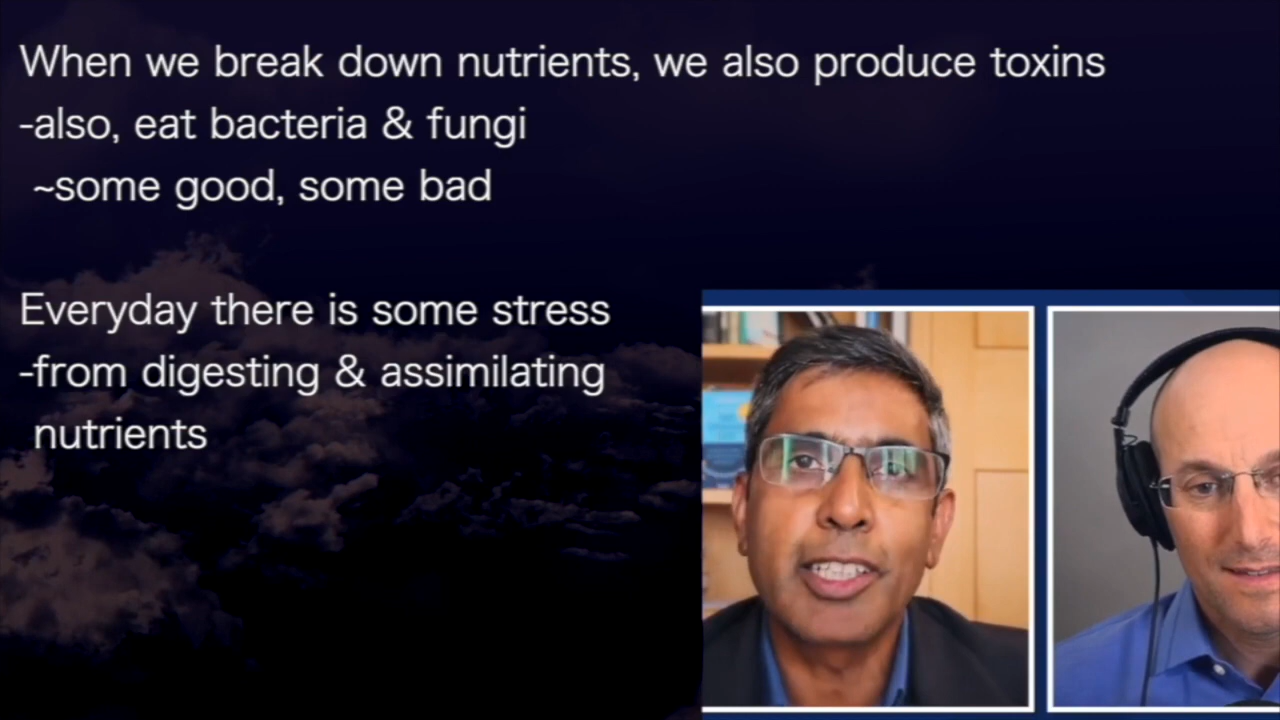 When we break down nutrients, we also produce toxins
-also, eat bacteria & fungi
~some good, some bad
Everyday there is some stress
-from digesting & assimilating
nutrients